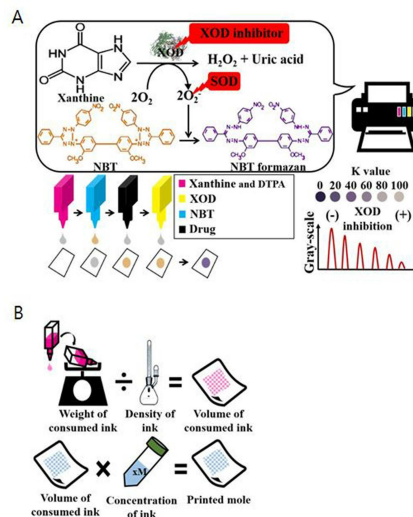 A
XOD inhibitor
XOD
H₂O₂ + Uric acid
SOD
Xanthine
2O₂
2O₂⁻
NBT
NBT formazan
Xanthine and DTPA
XOD
NBT
Drug
K value
0 20 40 60 80 100
(-) XOD (+)
inhibition
Gray-scale
B
Weight of
consumed ink
Density of
ink
Volume of
consumed ink
xM
Volume of
consumed ink
Concentration
of ink
Printed mole